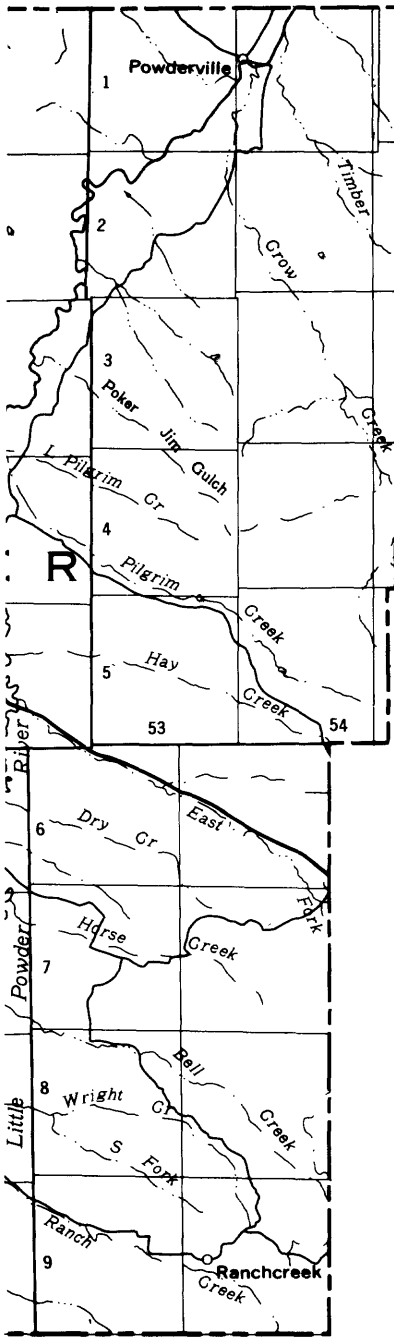 Powderville
1
Timber
2
Crow
3
Poker
Jim
Gulch
Creek
L. Pilgrim Cr
4
R
Pilgrim
Creek
Hay
5
Creek
53
54
River
East
6
Dry Cr
Fork
Horse
Creek
Powder
7
Bell
8
Wright Cr
Creek
Little
S Fork
Ranch
9
Ranchcreek
Creek